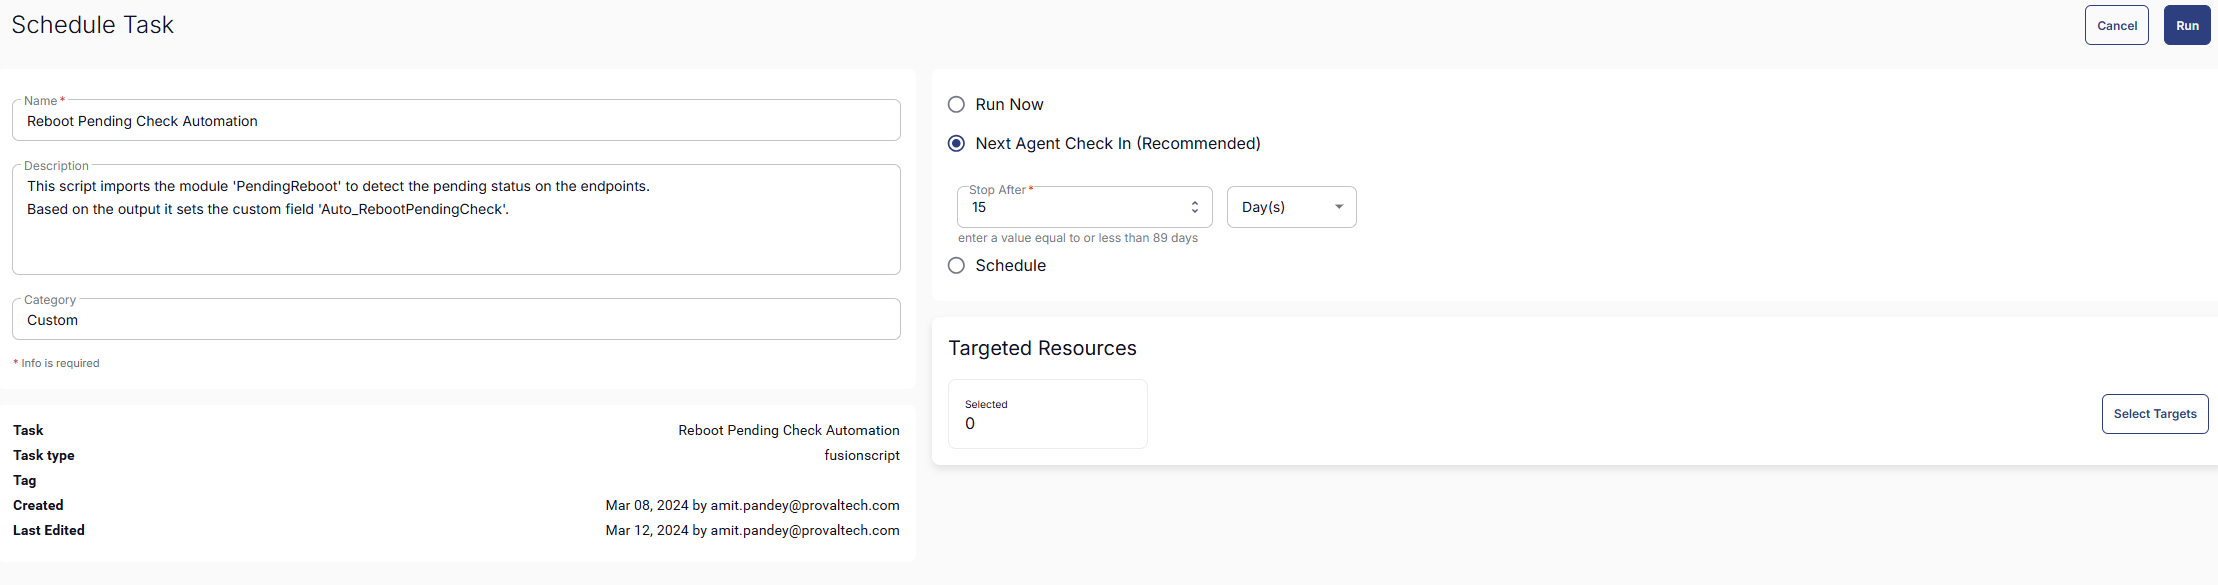 Schedule Task
Cancel
Run
Name *
Reboot Pending Check Automation
Description
This script imports the module 'PendingReboot' to detect the pending status on the endpoints.
Based on the output it sets the custom field 'Auto_RebootPendingCheck'.
Category
Custom
* Info is required
Task Reboot Pending Check Automation
Task type fusionscript
Tag
Created Mar 08, 2024 by amit.pandey@provaltech.com
Last Edited Mar 12, 2024 by amit.pandey@provaltech.com
Run Now
Next Agent Check In (Recommended)
Stop After *
15
Day(s)
enter a value equal to or less than 89 days
Schedule
Targeted Resources
Selected
0
Select Targets